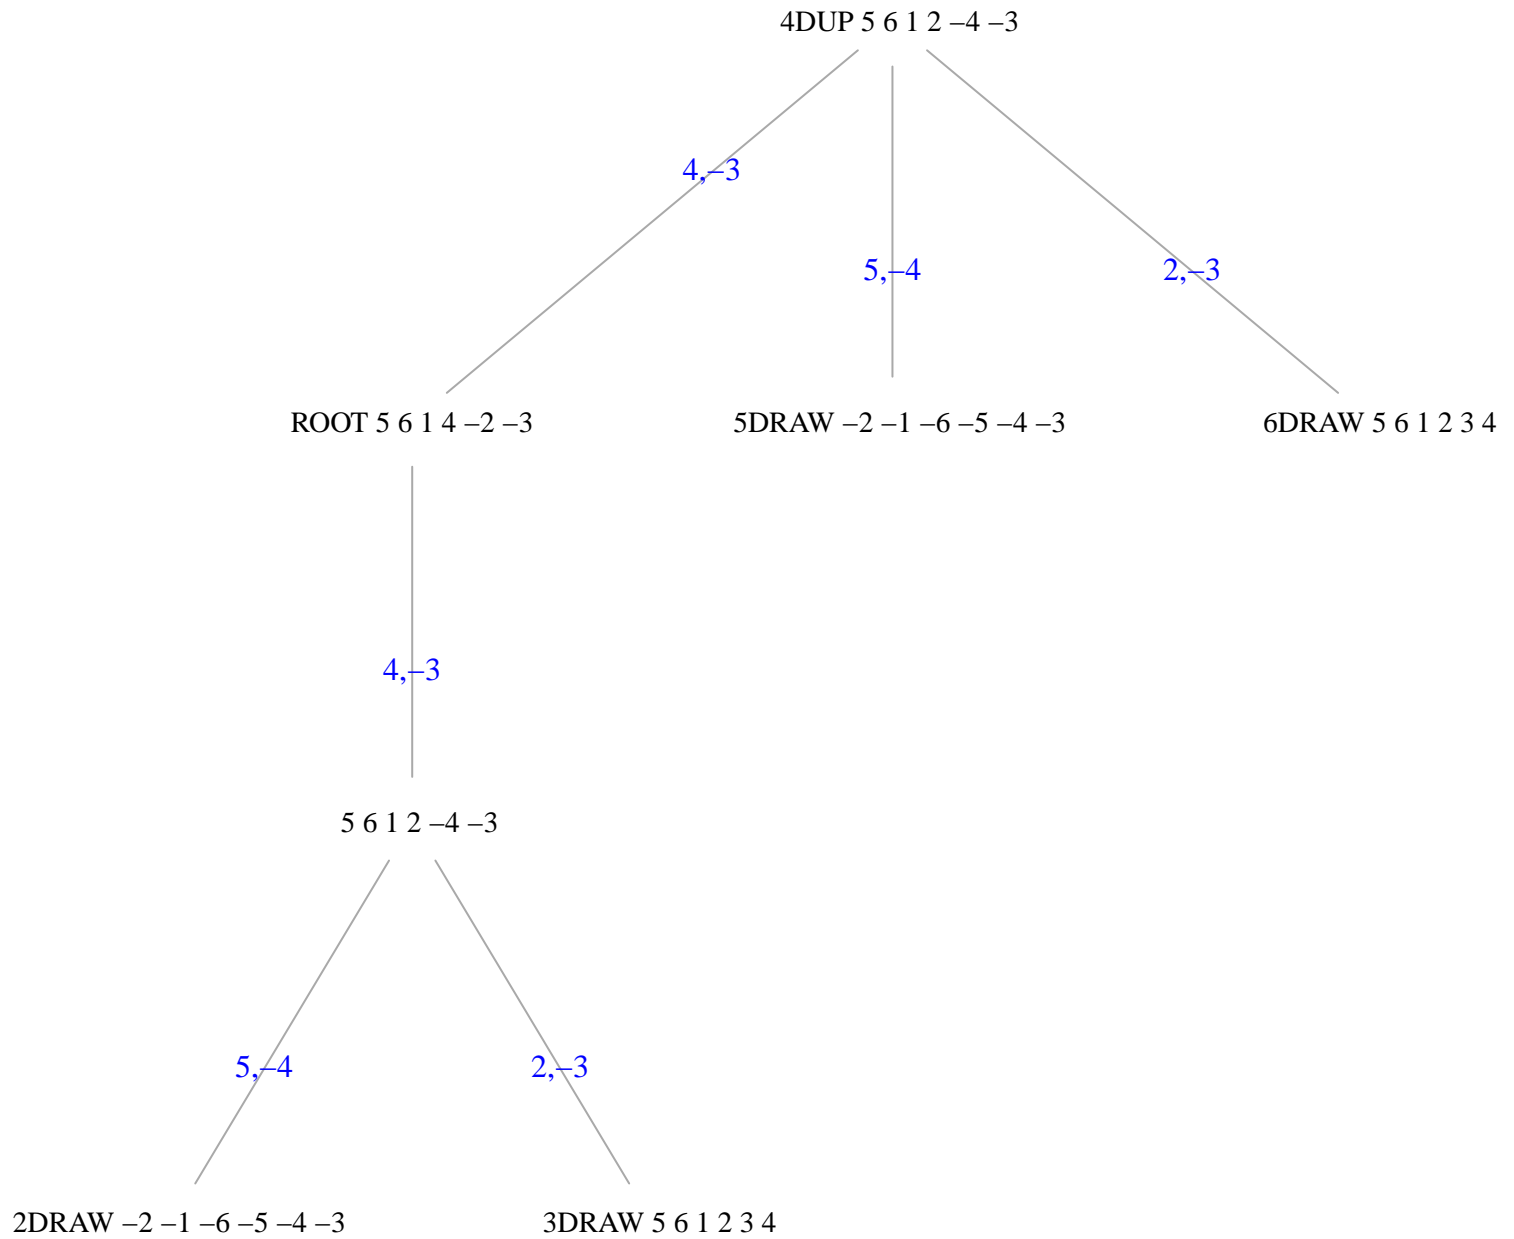 4DUP 5 6 1 2 –4 –3
4,–3
5,–4
2,–3
ROOT 5 6 1 4 –2 –3
5DRAW –2 –1 –6 –5 –4 –3
6DRAW 5 6 1 2 3 4
4,–3
5 6 1 2 –4 –3
5,–4
2,–3
2DRAW –2 –1 –6 –5 –4 –3
3DRAW 5 6 1 2 3 4